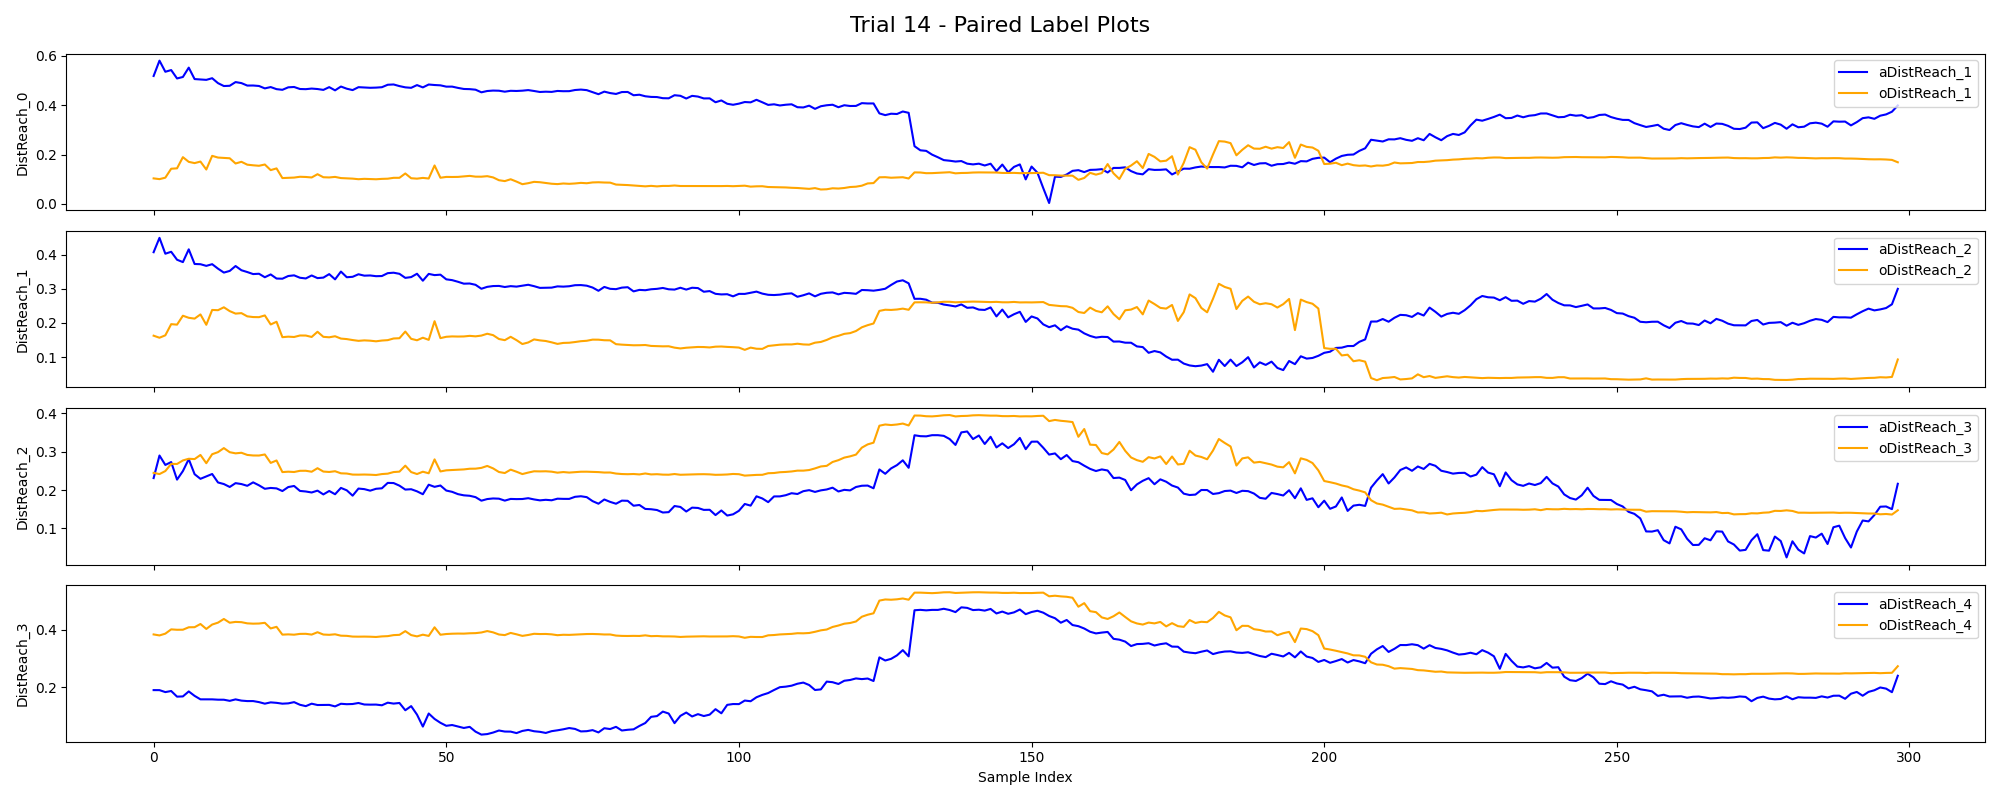 Trial 14 - Paired Label Plots
DistReach_0
0.6
0.4
0.2
0.0
aDistReach_1
oDistReach_1
DistReach_1
0.4
0.3
0.2
0.1
aDistReach_2
oDistReach_2
DistReach_2
0.4
0.3
0.2
0.1
aDistReach_3
oDistReach_3
DistReach_3
0.4
0.2
aDistReach_4
oDistReach_4
0 50 100 150 200 250 300
Sample Index